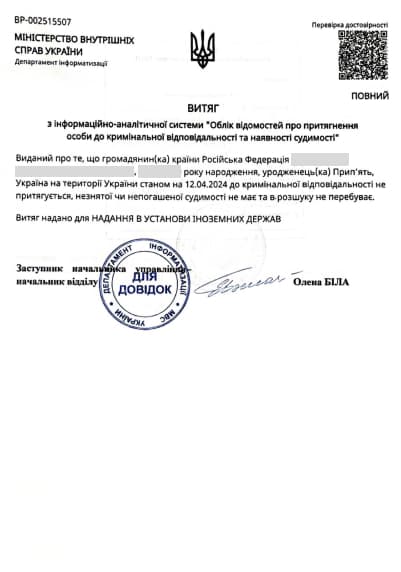 ВР-002515507
МІНІСТЕРСТВО ВНУТРІШНІХ
СПРАВ УКРАЇНИ
Департамент інформатизації
Перевірка достовірності
ПОВНИЙ
ВИТЯГ
з інформаційно-аналітичної системи "Облік відомостей про притягнення
особи до кримінальної відповідальності та наявності судимості"
Виданий про те, що громадянин(ка) країни Російська Федерація
, року народження, уродженець(ка) Прип'ять,
Україна на території України станом на 12.04.2024 до кримінальної відповідальності не
притягується, незнятої чи непогашеної судимості не має та в розшуку не перебуває.
Витяг надано для НАДАННЯ В УСТАНОВИ ІНОЗЕМНИХ ДЕРЖАВ
Заступник начальника управління-
начальник відділу
Олена БІЛА
ДЕПАРТАМЕНТ ІНФОРМАТИЗАЦІЇ
МВС УКРАЇНИ
ДЛЯ
ДОВІДОК